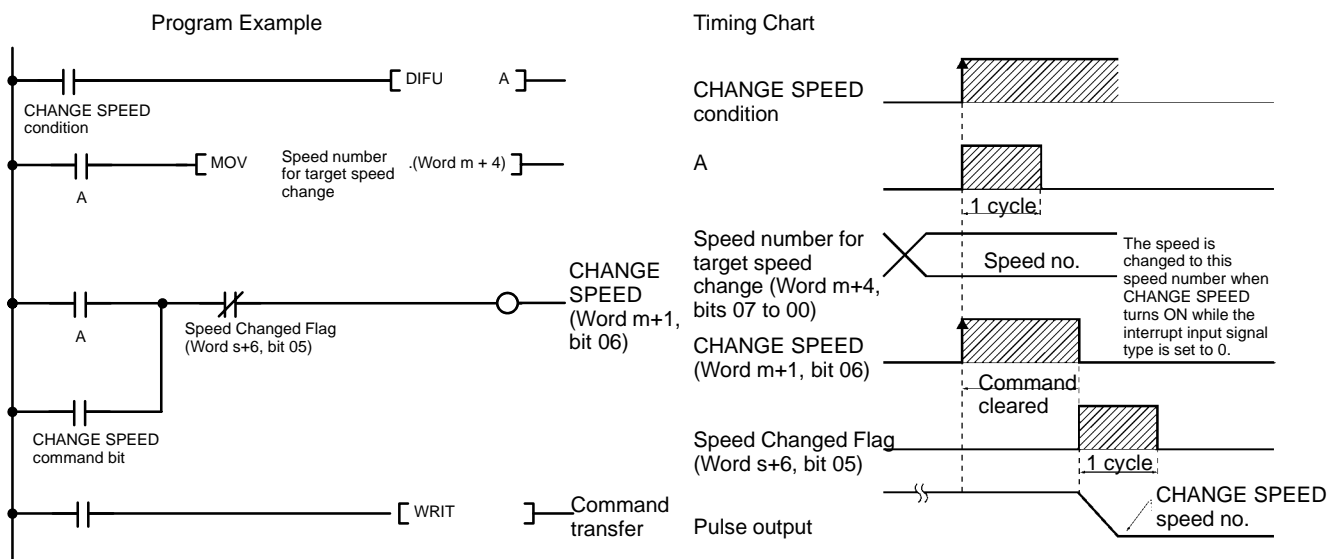 Program Example
DIFU A
CHANGE SPEED
condition
MOV
Speed number
for target speed
change
.(Word m + 4)
A
CHANGE
SPEED
(Word m+1,
bit 06)
A
Speed Changed Flag
(Word s+6, bit 05)
CHANGE SPEED
command bit
WRIT
Command
transfer
Timing Chart
CHANGE SPEED
condition
A
1 cycle
Speed number for
target speed
change (Word m+4,
bits 07 to 00)
Speed no.
The speed is
changed to this
speed number when
CHANGE SPEED
turns ON while the
interrupt input signal
type is set to 0.
CHANGE SPEED
(Word m+1, bit 06)
Command
cleared
Speed Changed Flag
(Word s+6, bit 05)
1 cycle
Pulse output
CHANGE SPEED
speed no.